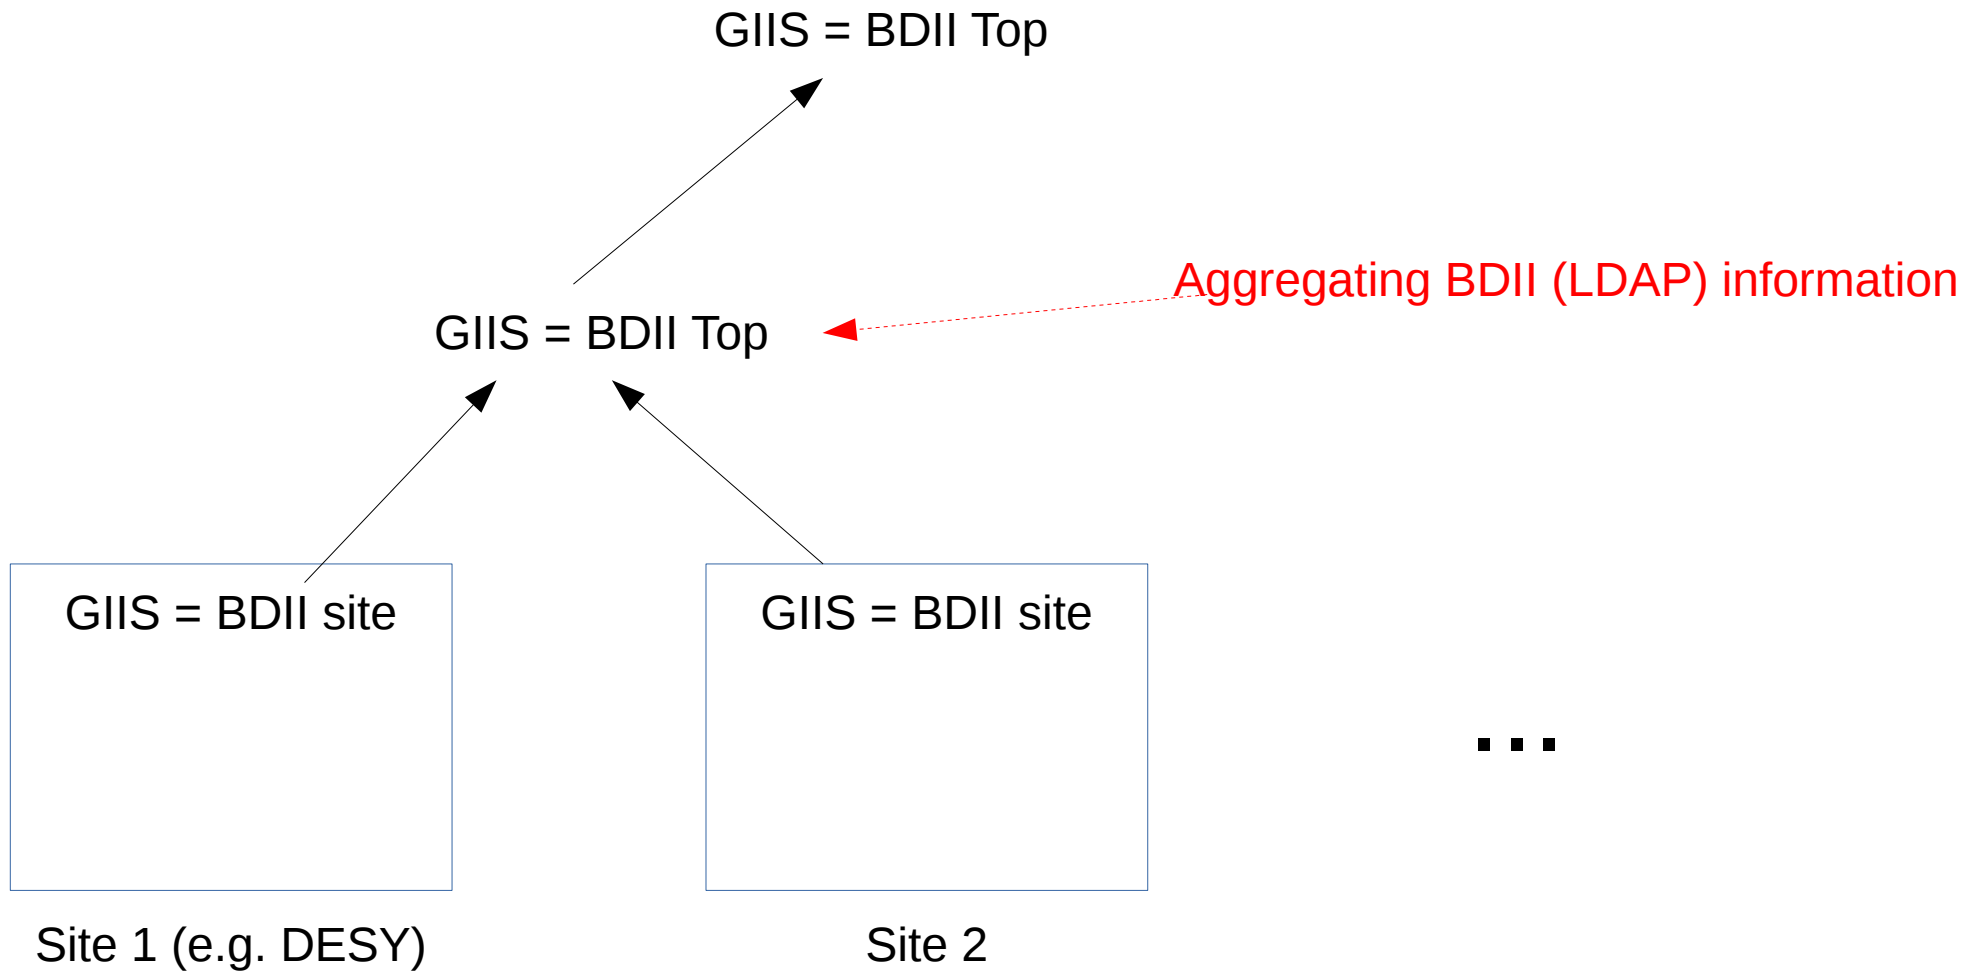 GIIS = BDII Top
Aggregating BDII (LDAP) information
GIIS = BDII Top
GIIS = BDII site
GIIS = BDII site
...
Site 1 (e.g. DESY)
Site 2